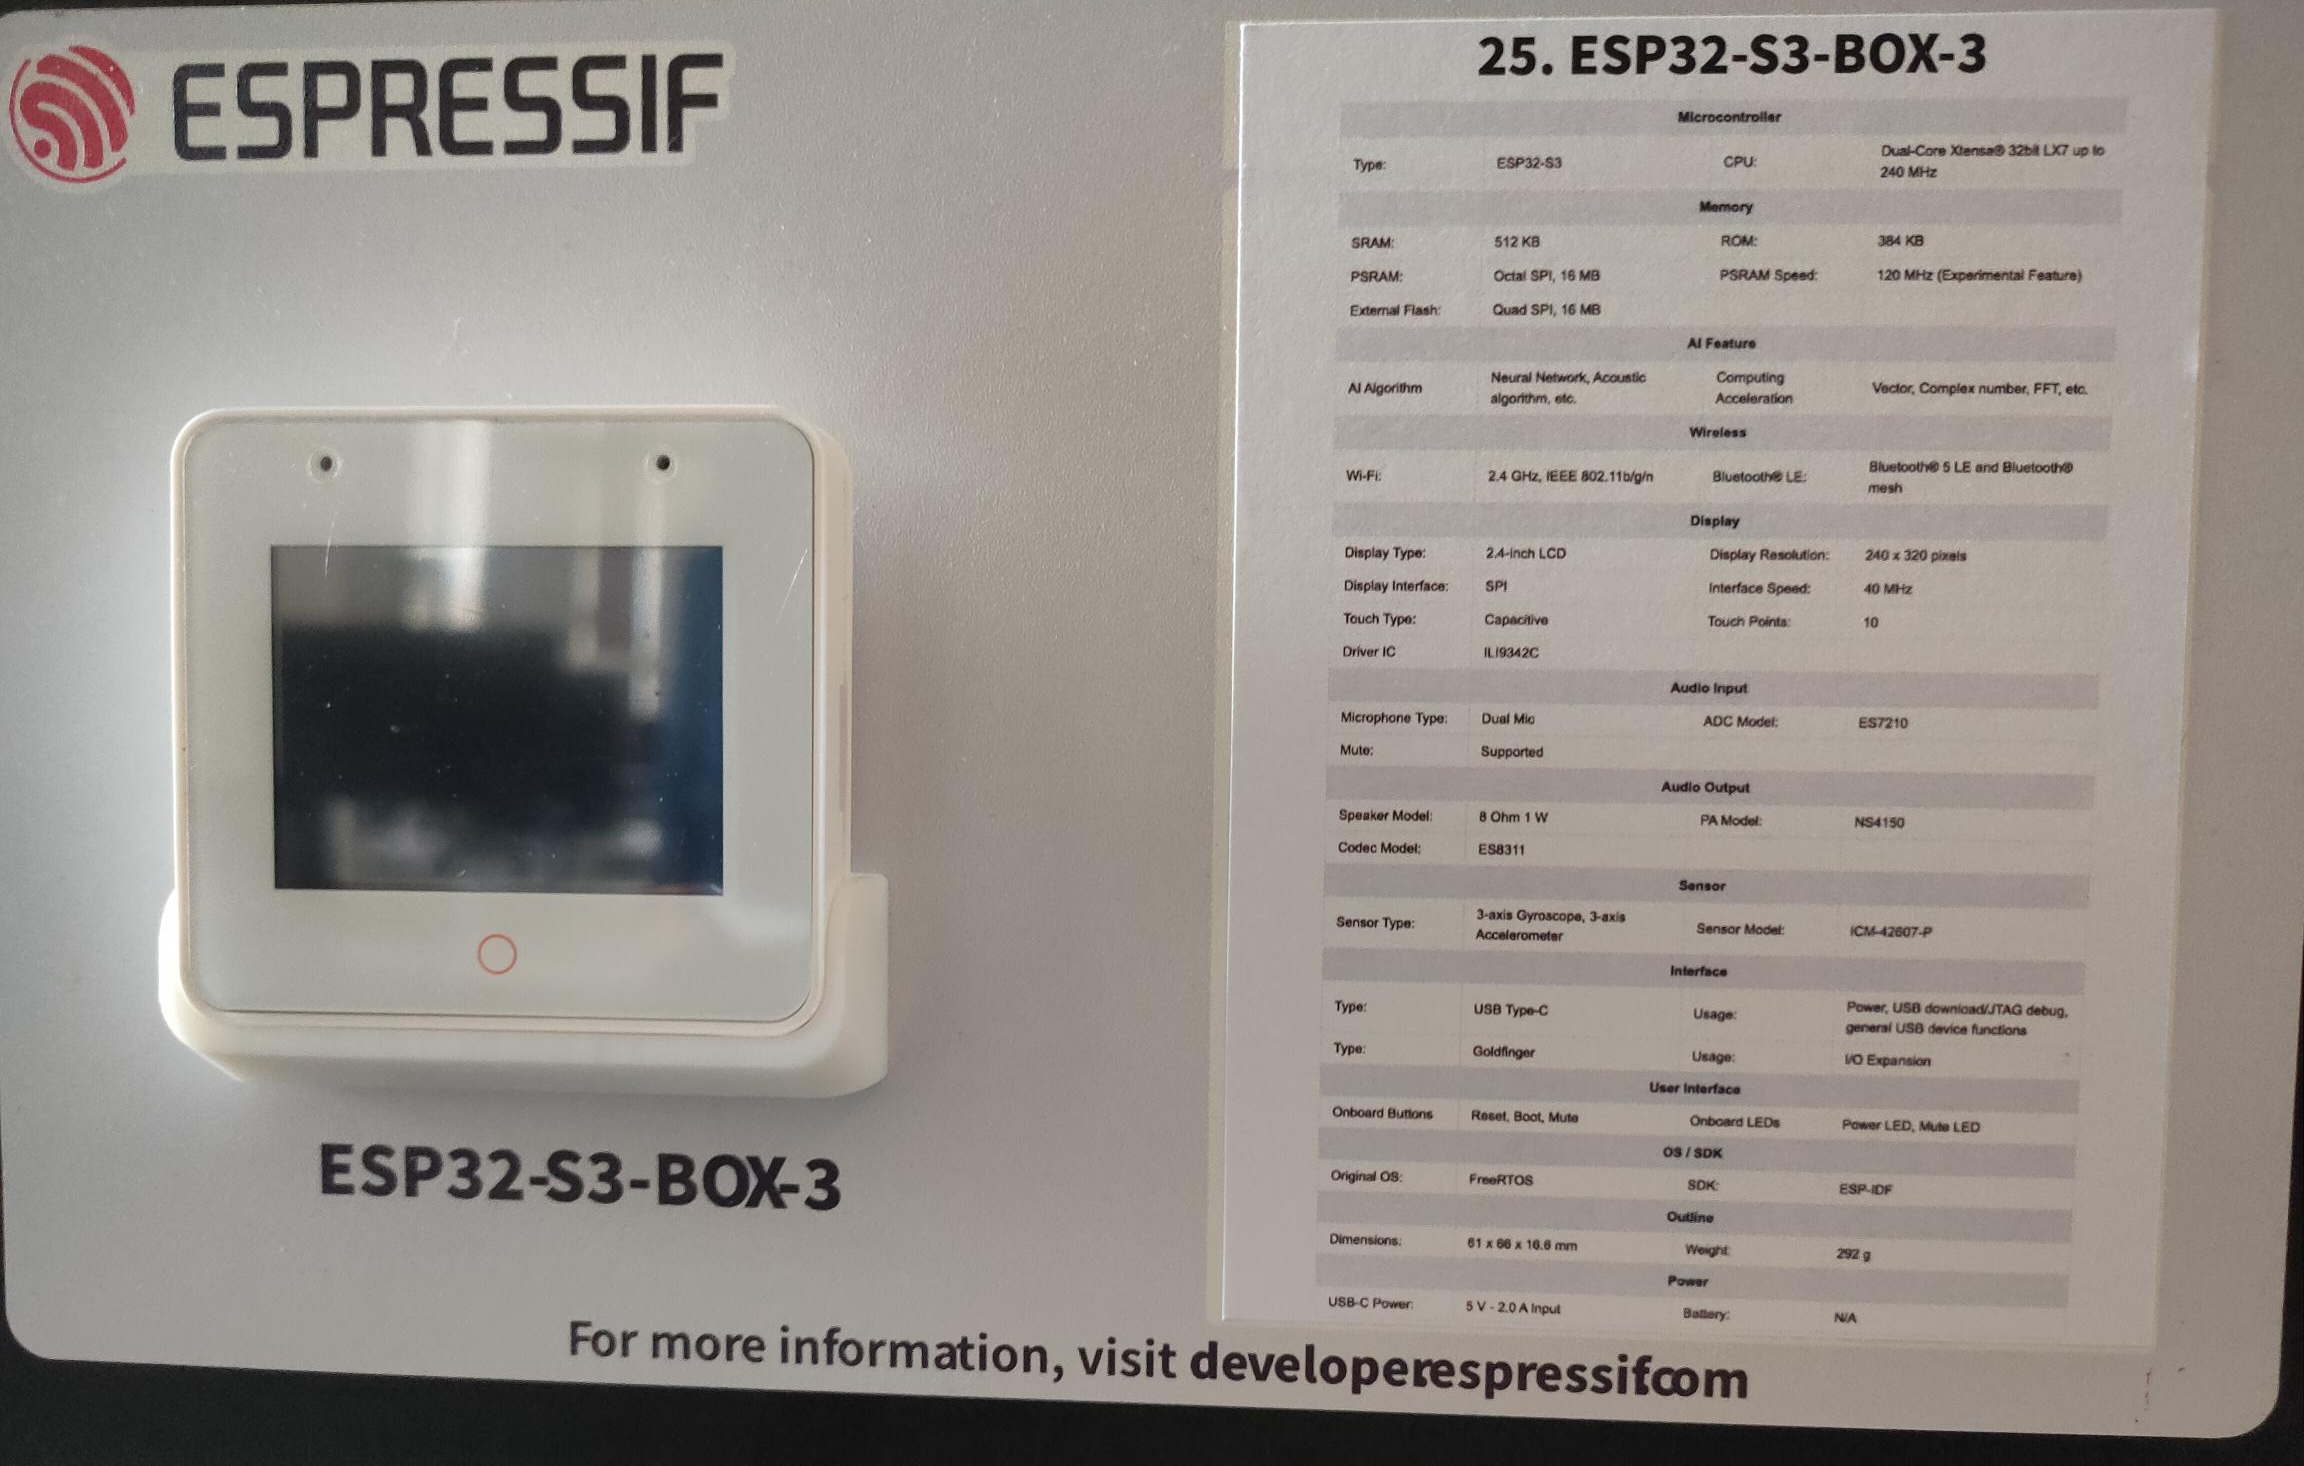 ESPRESSIF
ESP32-S3-BOX-3
25. ESP32-S3-BOX-3
Microcontroller
Type: ESP32-S3 CPU: Dual-Core Xtensa® 32bit LX7 up to
240 MHz
Memory
SRAM: 512 KB ROM: 384 KB
PSRAM: Octal SPI, 16 MB PSRAM Speed: 120 MHz (Experimental Feature)
External Flash: Quad SPI, 16 MB
AI Feature
AI Algorithm Neural Network, Acoustic
algorithm, etc. Computing
Acceleration Vector, Complex number, FFT, etc.
Wireless
Wi-Fi: 2.4 GHz, IEEE 802.11b/g/n Bluetooth® LE: Bluetooth® 5 LE and Bluetooth®
mesh
Display
Display Type: 2.4-inch LCD Display Resolution: 240 x 320 pixels
Display Interface: SPI Interface Speed: 40 MHz
Touch Type: Capacitive Touch Points: 10
Driver IC ILI9342C
Audio Input
Microphone Type: Dual Mic ADC Model: ES7210
Mute: Supported
Audio Output
Speaker Model: 8 Ohm 1 W PA Model: NS4150
Codec Model: ES8311
Sensor
Sensor Type: 3-axis Gyroscope, 3-axis
Accelerometer Sensor Model: ICM-42607-P
Interface
Type: USB Type-C Usage: Power, USB download/JTAG debug,
general USB device functions
Type: Goldfinger Usage: I/O Expansion
User Interface
Onboard Buttons Reset, Boot, Mute Onboard LEDs Power LED, Mute LED
OS / SDK
Original OS: FreeRTOS SDK: ESP-IDF
Outline
Dimensions: 61 x 66 x 16.6 mm Weight: 292 g
Power
USB-C Power: 5 V - 2.0 A Input Battery: N/A
For more information, visit developer.espressif.com